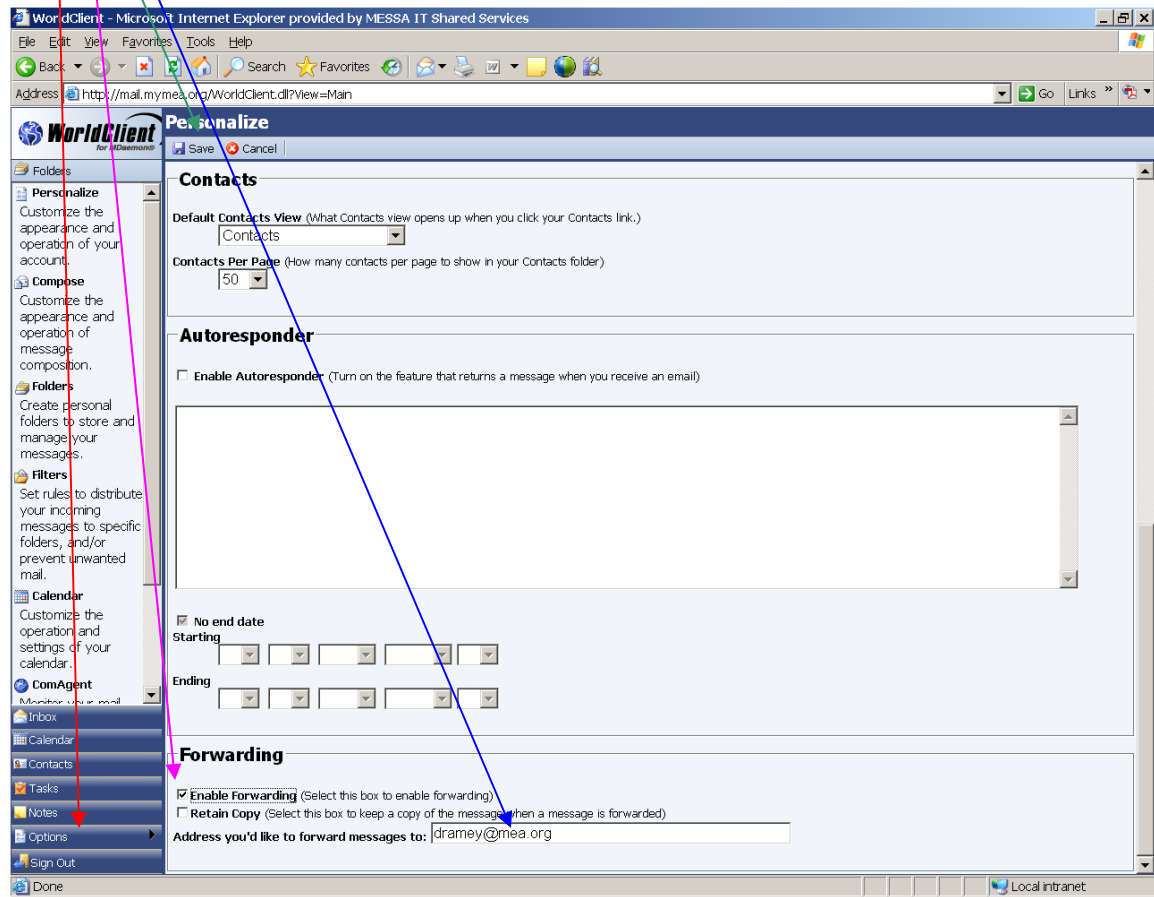 WorldClient - Microsoft Internet Explorer provided by MESSA IT Shared Services
File Edit View Favorites Tools Help
Back Search Favorites
Address http://mail.mymea.org/WorldClient.dll?View=Main Go Links »
WorldClient
for MDaemon®
Personalize
Save Cancel
Folders
Personalize
Customize the
appearance and
operation of your
account.
Compose
Customize the
appearance and
operation of
message
composition.
Folders
Create personal
folders to store and
manage your
messages.
Filters
Set rules to distribute
your incoming
messages to specific
folders, and/or
prevent unwanted
mail.
Calendar
Customize the
operation and
settings of your
calendar.
ComAgent
Monitor your mail
Inbox
Calendar
Contacts
Tasks
Notes
Options
Sign Out
Contacts
Default Contacts View (What Contacts view opens up when you click your Contacts link.)
Contacts
Contacts Per Page (How many contacts per page to show in your Contacts folder)
50
Autoresponder
Enable Autoresponder (Turn on the feature that returns a message when you receive an email)
No end date
Starting
Ending
Forwarding
Enable Forwarding (Select this box to enable forwarding)
Retain Copy (Select this box to keep a copy of the message when a message is forwarded)
Address you'd like to forward messages to: dramey@mea.org
Done Local intranet